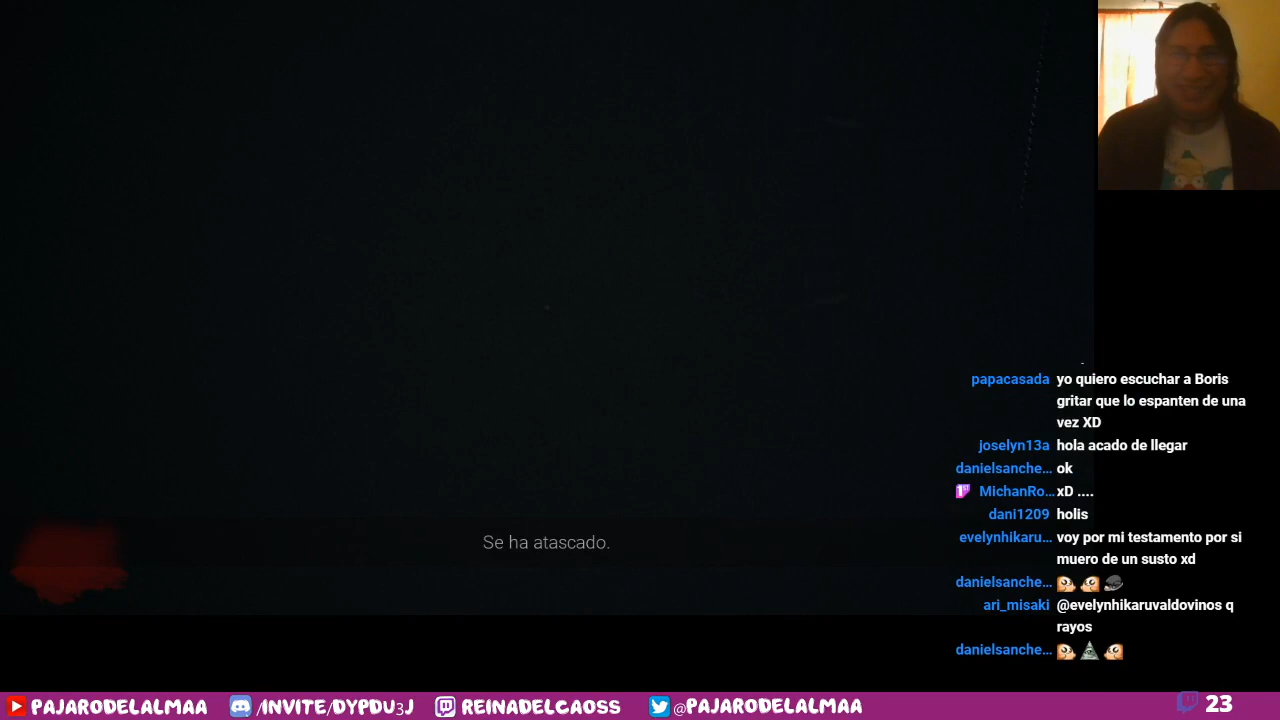 papacasada yo quiero escuchar a Boris
gritar que lo espanten de una
vez XD
joselyn13a hola acado de llegar
danielsanche... ok
MichanRo... xD ....
dani1209 holis
evelynhikaru... voy por mi testamento por si
muero de un susto xd
danielsanche...
ari_misaki @evelynhikaruvaldovinos q
rayos
danielsanche...
Se ha atascado.
PAJARODELALMAA /INVITE/DYPDU3J REINADELCAOSS @PAJARODELALMAA 23